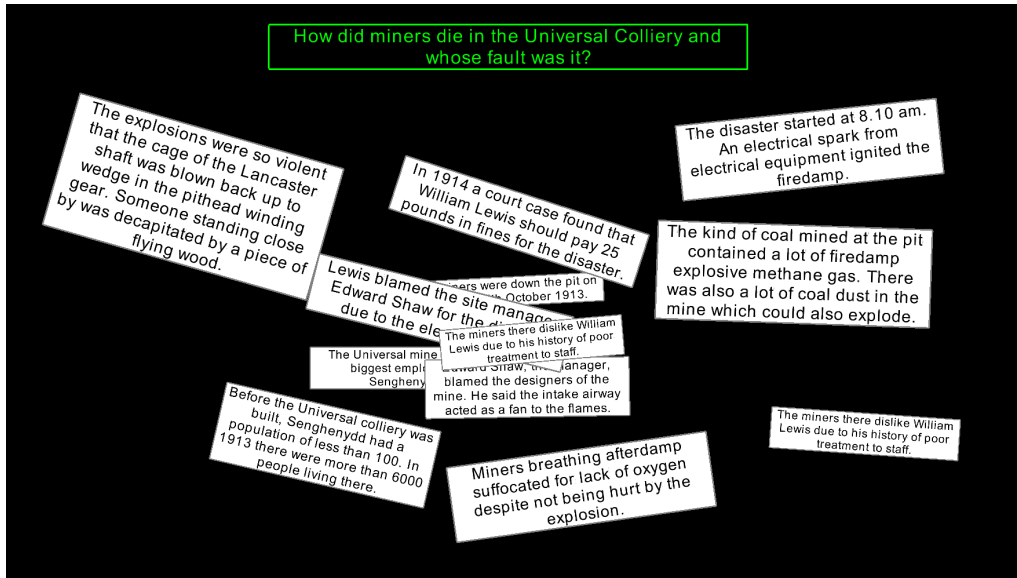 How did miners die in the Universal Colliery and
whose fault was it?
The explosions were so violent
that the cage of the Lancaster
shaft was blown back up to
wedge in the pithead winding
gear. Someone standing close
by was decapitated by a piece of
flying wood.
In 1914 a court case found that
William Lewis should pay 25
pounds in fines for the disaster.
The disaster started at 8.10 am.
An electrical spark from
electrical equipment ignited the
firedamp.
The kind of coal mined at the pit
contained a lot of firedamp
explosive methane gas. There
was also a lot of coal dust in the
mine which could also explode.
Lewis blamed the site
Edward Shaw for the
due to the
were down the pit on
October 1913.
The miners there dislike William
Lewis due to his history of poor
treatment to staff.
The Universal mine
biggest
Edward Shaw,
blamed the designers of the
mine. He said the intake airway
acted as a fan to the flames.
Before the Universal colliery was
built, Senghenydd had a
population of less than 100. In
1913 there were more than 6000
people living there.
Miners breathing afterdamp
suffocated for lack of oxygen
despite not being hurt by the
explosion.
The miners there dislike William
Lewis due to his history of poor
treatment to staff.